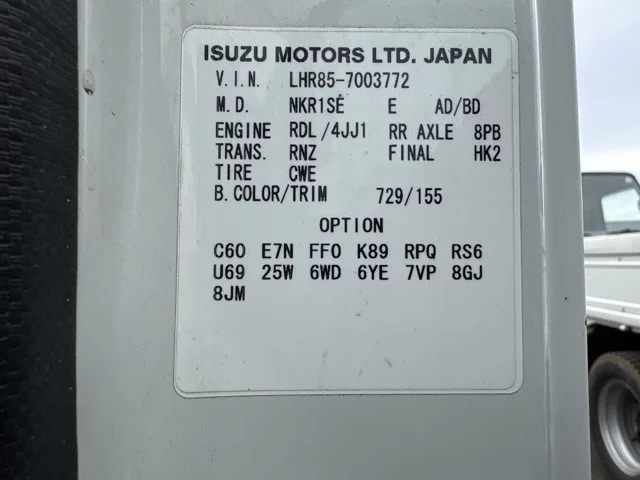 ISUZU MOTORS LTD. JAPAN
V.I.N. LHR85-7003772
M.D. NKR1SE E AD/BD
ENGINE RDL/4JJ1 RR AXLE 8PB
TRANS. RNZ FINAL HK2
TIRE CWE
B.COLOR/TRIM 729/155
OPTION
C60 E7N FF0 K89 RPQ RS6
U69 25W 6WD 6YE 7VP 8GJ
8JM